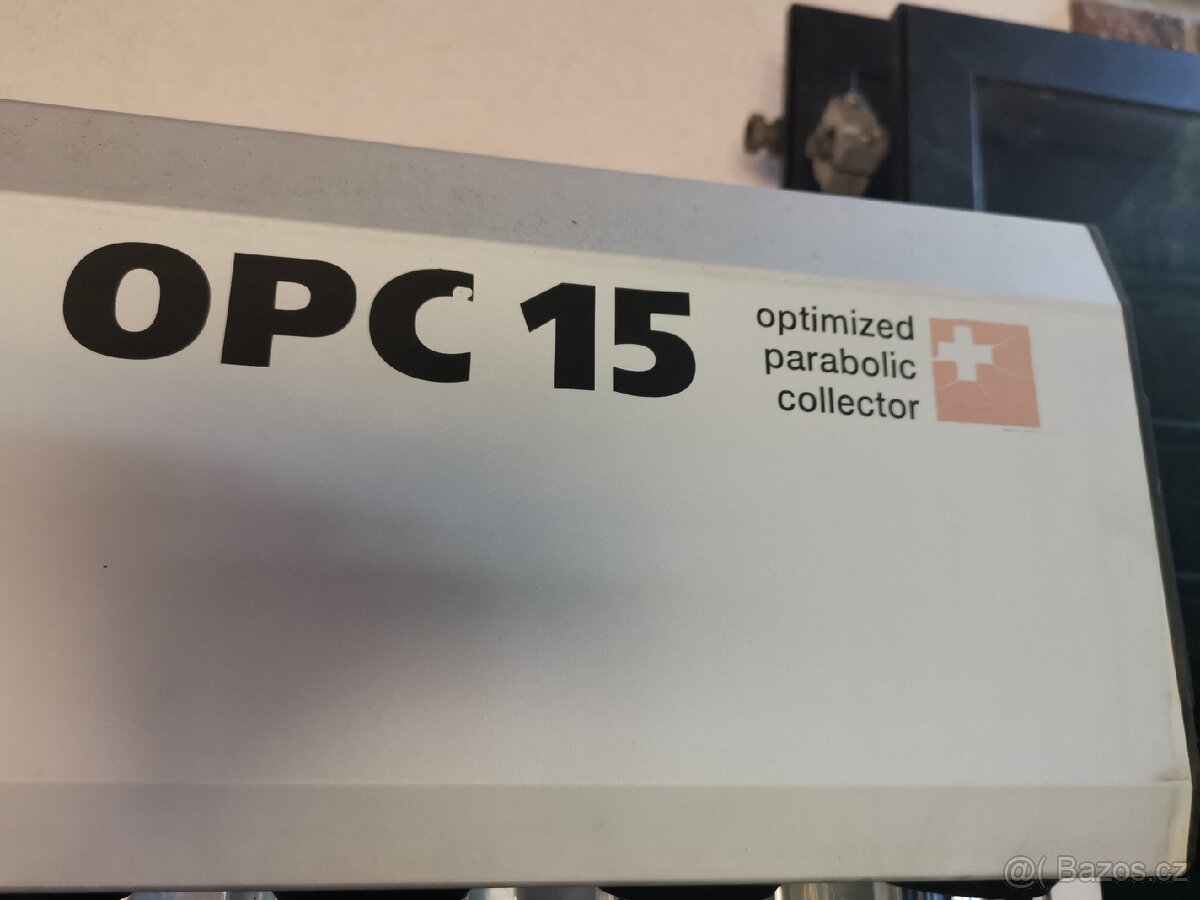 OPC 15
optimized
parabolic
collector
@( Bazos.cz